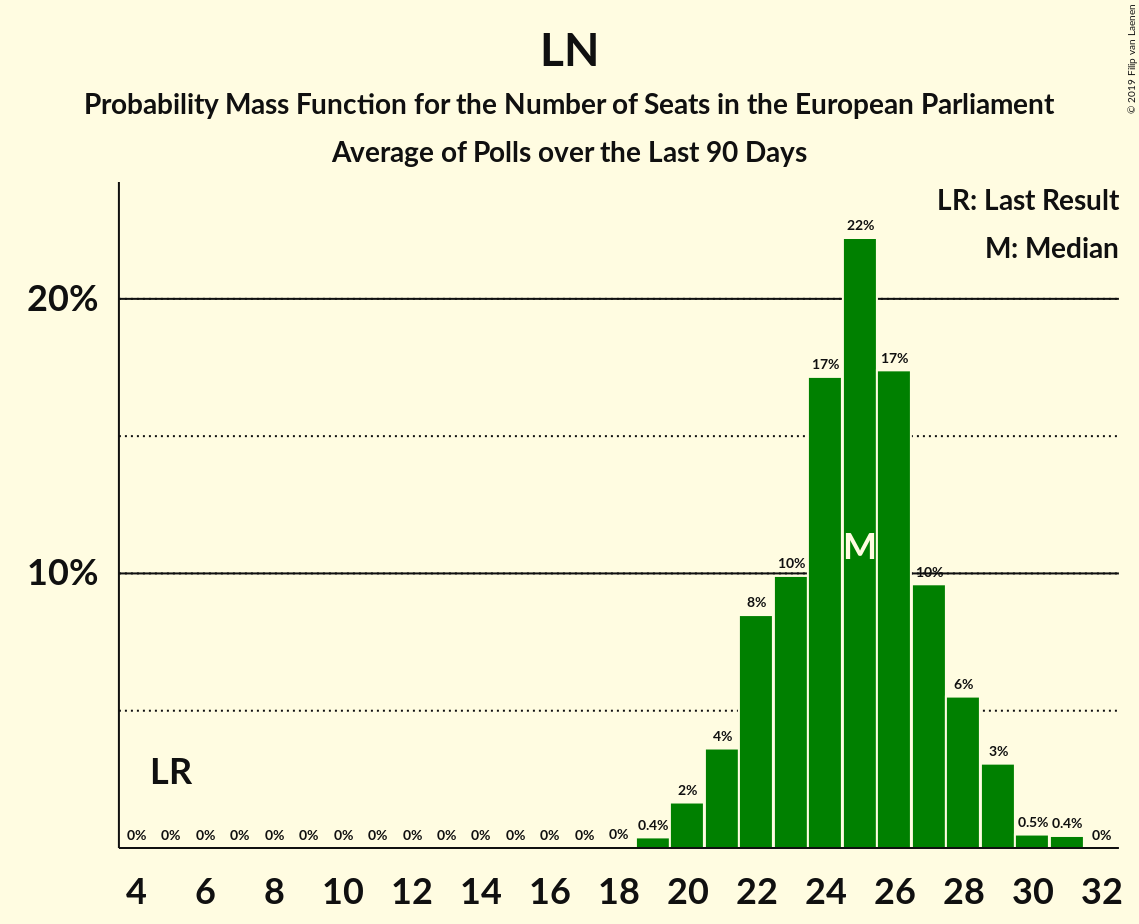 LN
Probability Mass Function for the Number of Seats in the European Parliament
Average of Polls over the Last 90 Days
© 2019 Filip van Laenen
LR: Last Result
M: Median
22%
20%
17% 17%
M
10% 10% 10%
8%
6%
4%
3%
LR
2%
0% 0% 0% 0% 0% 0% 0% 0% 0% 0% 0% 0% 0% 0% 0% 0.4% 0.5% 0.4% 0%
4 6 8 10 12 14 16 18 20 22 24 26 28 30 32